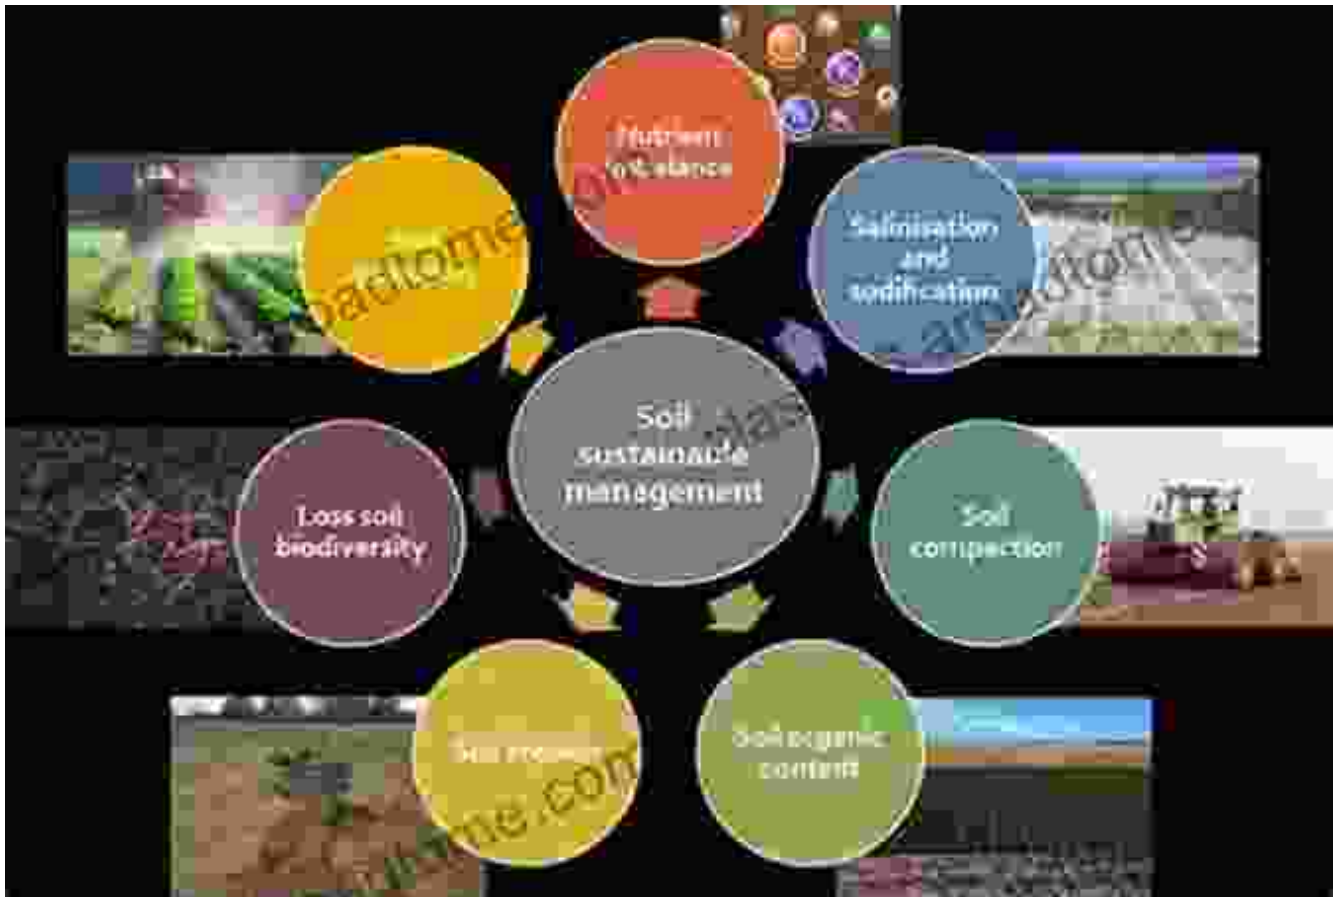 Nutrient
imbalance
Salinisation
and
sodification
Soil
sustainable
management
Loss soil
biodiversity
Soil
compaction
Soil erosion
Soil organic
content